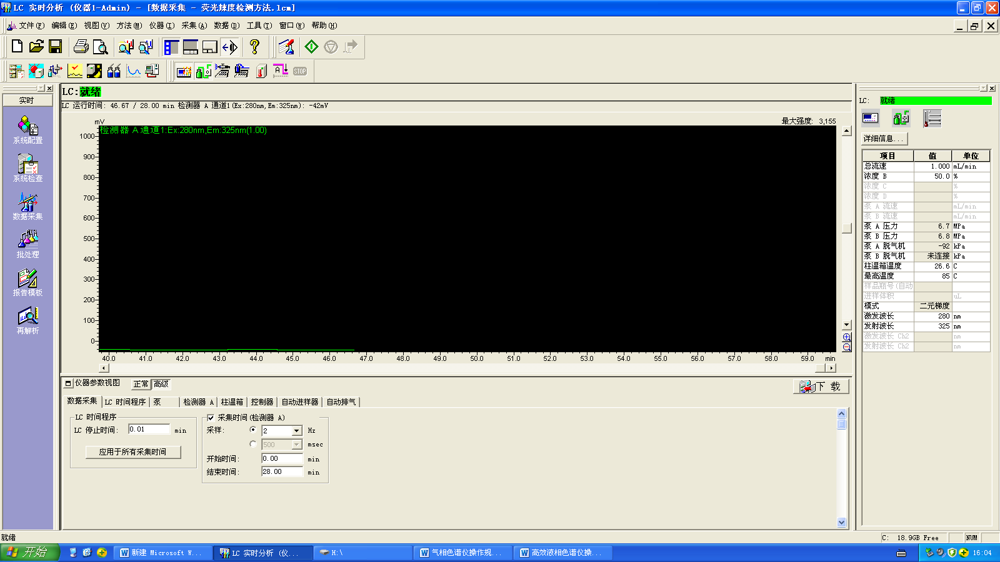 LC 实时分析 (仪器1-Admin) - [数据采集 - 荧光辣度检测方法.lcm]
文件(F) 编辑(E) 视图(V) 方法(M) 仪器(I) 采集(A) 数据(D) 工具(T) 窗口(W) 帮助(H)
STOP
实时
系统配置
系统检查
数据采集
批处理
报告模板
再解析
LC:就绪
LC 运行时间: 46.67 / 28.00 min 检测器 A 通道1(Ex:280nm,Em:325nm): -42mV
mV
最大强度: 3,155
检测器 A 通道1:Ex:280nm,Em:325nm(1.00)
1000
900
800
700
600
500
400
300
200
100
0
40.0 41.0 42.0 43.0 44.0 45.0 46.0 47.0 48.0 49.0 50.0 51.0 52.0 53.0 54.0 55.0 56.0 57.0 58.0 59.0 min
仪器参数视图 正常 高级
下 载
数据采集 LC 时间程序 泵 检测器 A 柱温箱 控制器 自动进样器 自动排气
LC 时间程序
LC 停止时间: 0.01 min
应用于所有采集时间
采集时间(检测器 A)
采样: 2 Hz
500 msec
开始时间: 0.00 min
结束时间: 28.00 min
LC: 就绪
详细信息...
项目 值 单位
总流速 1.000 mL/min
浓度 B 50.0 %
浓度 C %
浓度 D %
泵 A 流速 mL/min
泵 B 流速 mL/min
泵 A 压力 6.7 MPa
泵 B 压力 6.8 MPa
泵 A 脱气机 -92 kPa
泵 B 脱气机 未连接 kPa
柱温箱温度 26.6 C
最高温度 85 C
样品瓶号(自动
进样体积 uL
模式 二元梯度
激发波长 280 nm
发射波长 325 nm
激发波长 Ch2 nm
发射波长 Ch2 nm
就绪
C: 18.9GB Free NUM
开始 新建 Microsoft W... LC 实时分析 (仪... H:\ 气相色谱仪操作规... 高效液相色谱仪操... 16:04